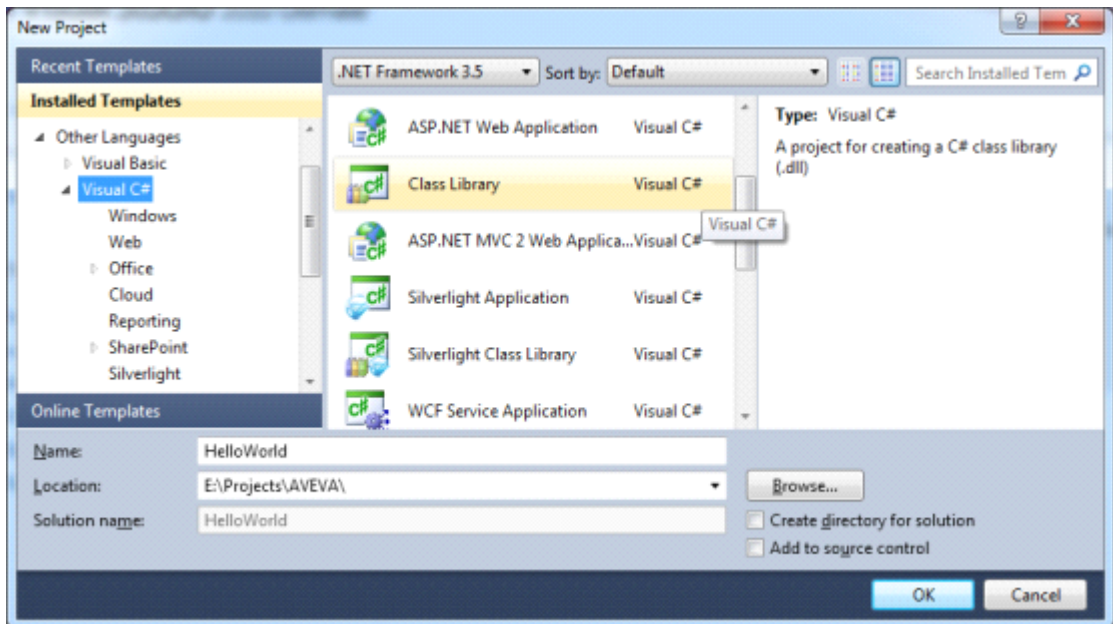 New Project
Recent Templates
Installed Templates
Other Languages
Visual Basic
Visual C#
Windows
Web
Office
Cloud
Reporting
SharePoint
Silverlight
Online Templates
.NET Framework 3.5 Sort by: Default Search Installed Tem
ASP.NET Web Application Visual C#
Class Library Visual C#
ASP.NET MVC 2 Web Applica...Visual C#
Silverlight Application Visual C#
Silverlight Class Library Visual C#
WCF Service Application Visual C#
Type: Visual C#
A project for creating a C# class library
(.dll)
Visual C#
Name: HelloWorld
Location: E:\Projects\AVEVA\ Browse...
Solution name: HelloWorld
Create directory for solution
Add to source control
OK Cancel